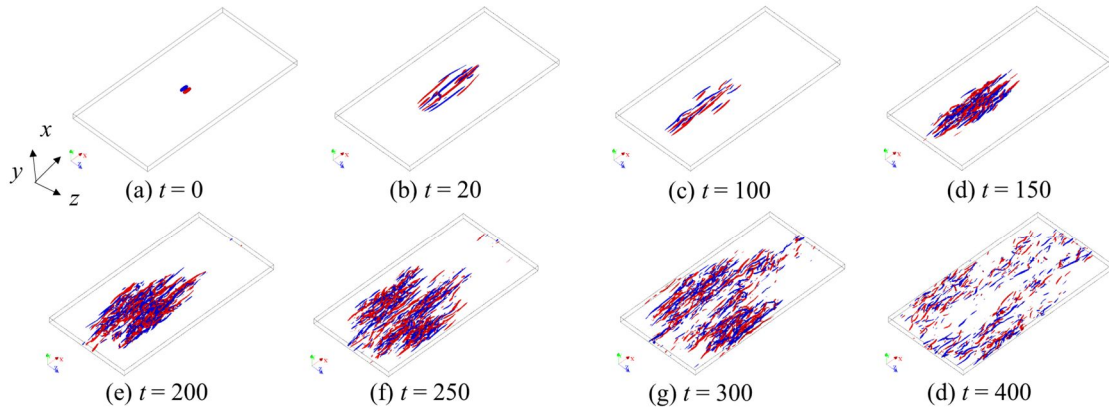 (a) t = 0
(b) t = 20
(c) t = 100
(d) t = 150
x
y
z
(e) t = 200
(f) t = 250
(g) t = 300
(d) t = 400